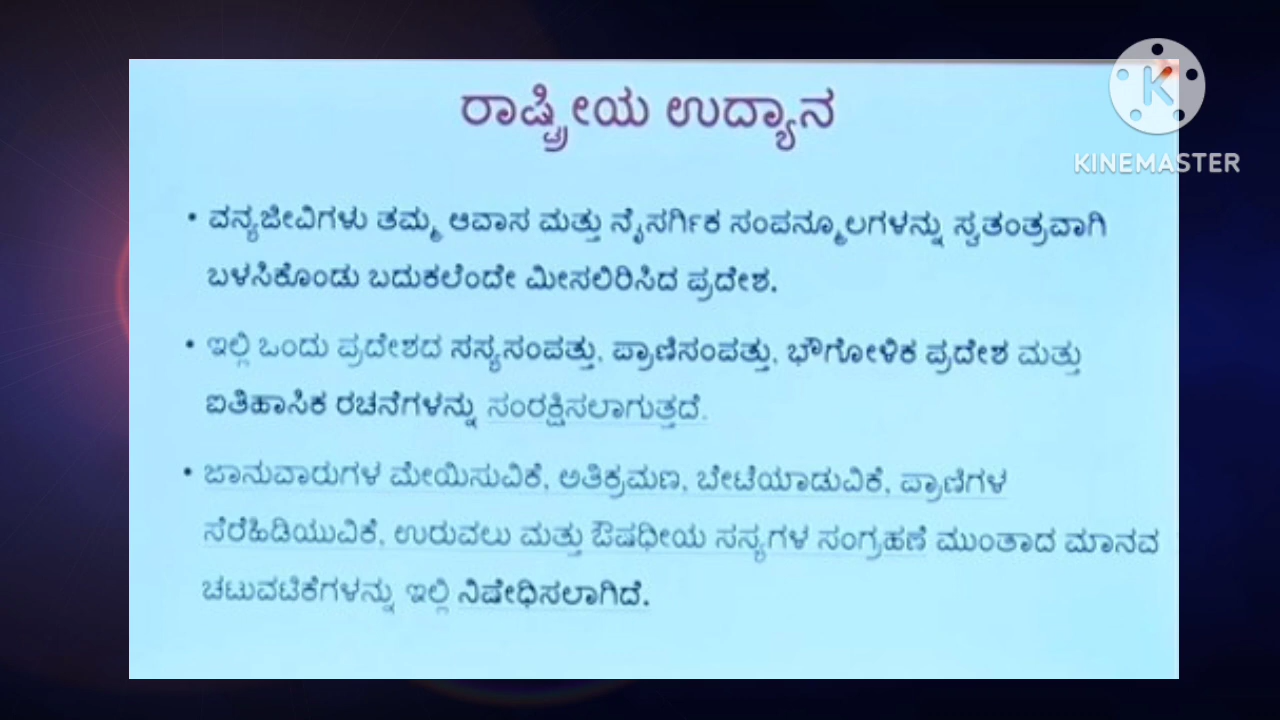 ರಾಷ್ಟ್ರೀಯ ಉದ್ಯಾನ
KINEMASTER
• ವನ್ಯಜೀವಿಗಳು ತಮ್ಮ ಆವಾಸ ಮತ್ತು ನೈಸರ್ಗಿಕ ಸಂಪನ್ಮೂಲಗಳನ್ನು ಸ್ವತಂತ್ರವಾಗಿ
ಬಳಸಿಕೊಂಡು ಬದುಕಲೆಂದೇ ಮೀಸಲಿರಿಸಿದ ಪ್ರದೇಶ.
• ಇಲ್ಲಿ ಒಂದು ಪ್ರದೇಶದ ಸಸ್ಯಸಂಪತ್ತು, ಪ್ರಾಣಿಸಂಪತ್ತು, ಭೌಗೋಳಿಕ ಪ್ರದೇಶ ಮತ್ತು
ಐತಿಹಾಸಿಕ ರಚನೆಗಳನ್ನು ಸಂರಕ್ಷಿಸಲಾಗುತ್ತದೆ.
• ಜಾನುವಾರುಗಳ ಮೇಯಿಸುವಿಕೆ, ಅತಿಕ್ರಮಣ, ಬೇಟೆಯಾಡುವಿಕೆ, ಪ್ರಾಣಿಗಳ
ಸೆರೆಹಿಡಿಯುವಿಕೆ, ಉರುವಲು ಮತ್ತು ಔಷಧೀಯ ಸಸ್ಯಗಳ ಸಂಗ್ರಹಣೆ ಮುಂತಾದ ಮಾನವ
ಚಟುವಟಿಕೆಗಳನ್ನು ಇಲ್ಲಿ ನಿಷೇಧಿಸಲಾಗಿದೆ.